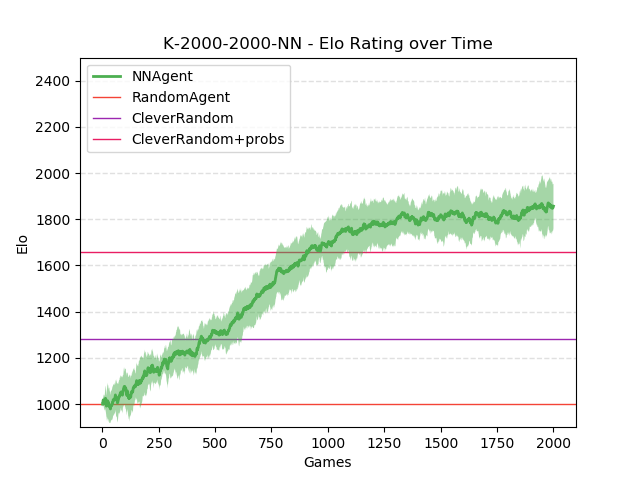 K-2000-2000-NN - Elo Rating over Time
NNAgent
RandomAgent
CleverRandom
CleverRandom+probs
Elo
2400
2200
2000
1800
1600
1400
1200
1000
0 250 500 750 1000 1250 1500 1750 2000
Games